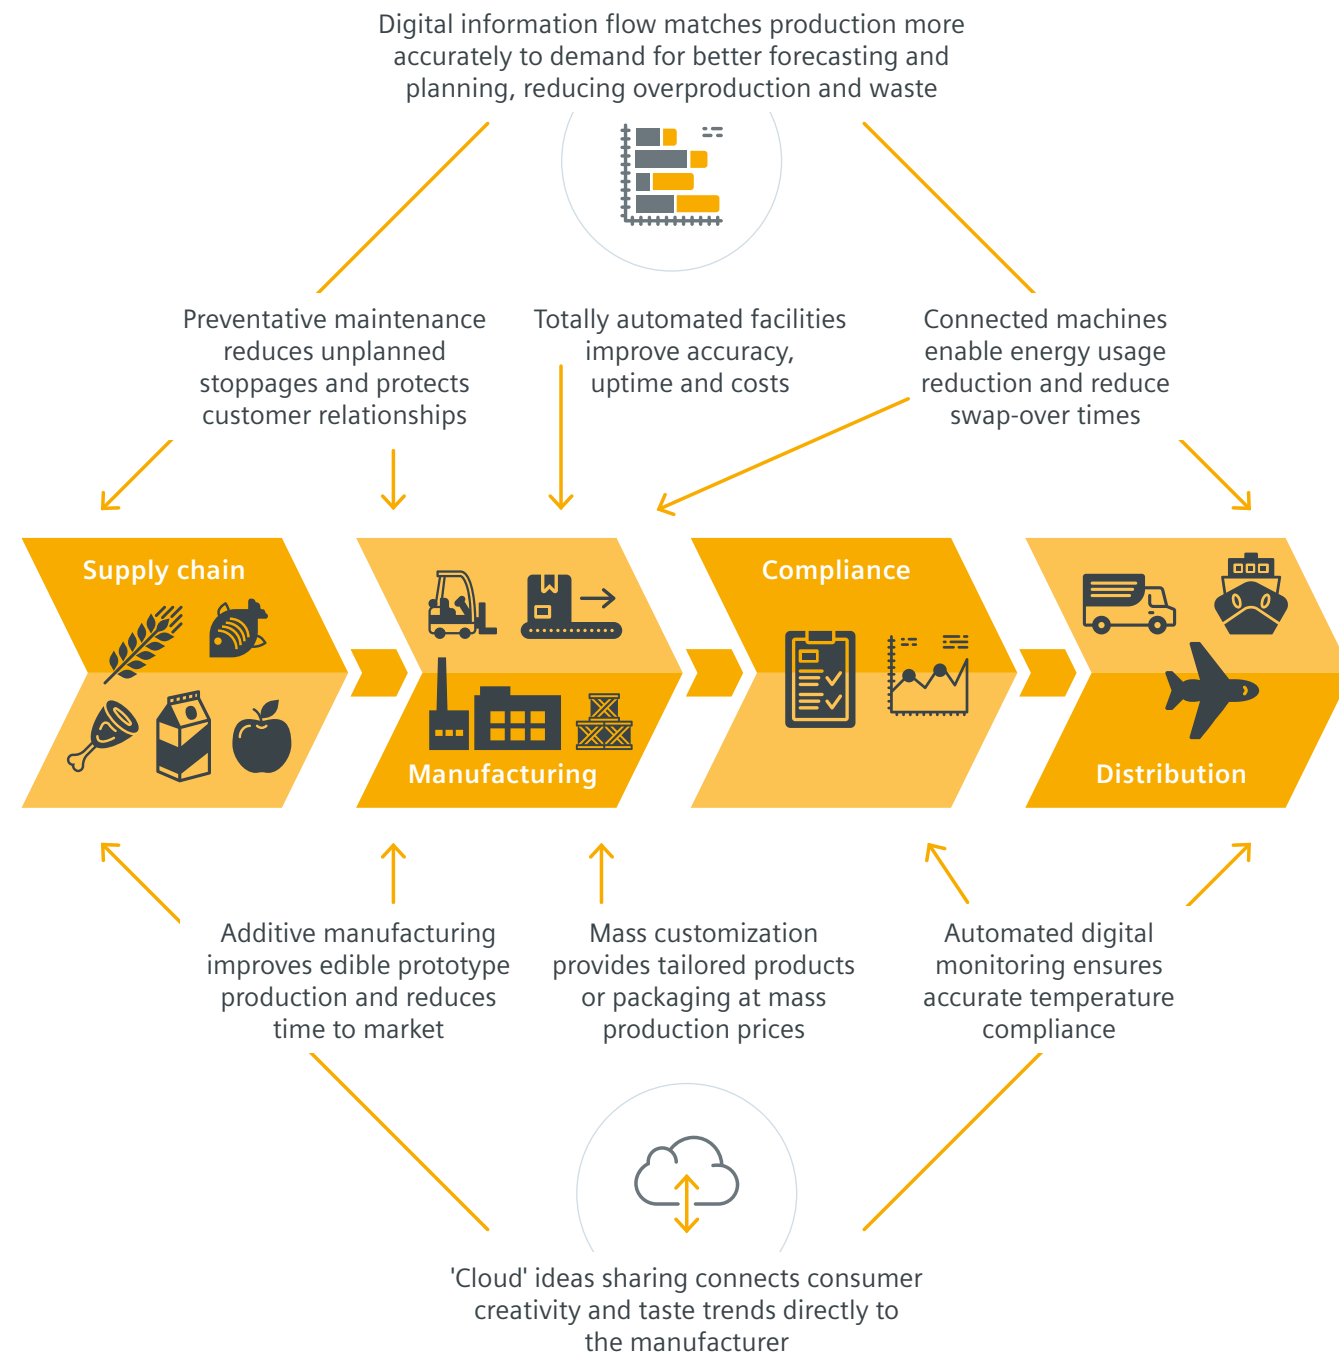 Digital information flow matches production more
accurately to demand for better forecasting and
planning, reducing overproduction and waste
Preventative maintenance
reduces unplanned
stoppages and protects
customer relationships
Totally automated facilities
improve accuracy,
uptime and costs
Connected machines
enable energy usage
reduction and reduce
swap-over times
Supply chain
Manufacturing
Compliance
Distribution
Additive manufacturing
improves edible prototype
production and reduces
time to market
Mass customization
provides tailored products
or packaging at mass
production prices
Automated digital
monitoring ensures
accurate temperature
compliance
'Cloud' ideas sharing connects consumer
creativity and taste trends directly to
the manufacturer